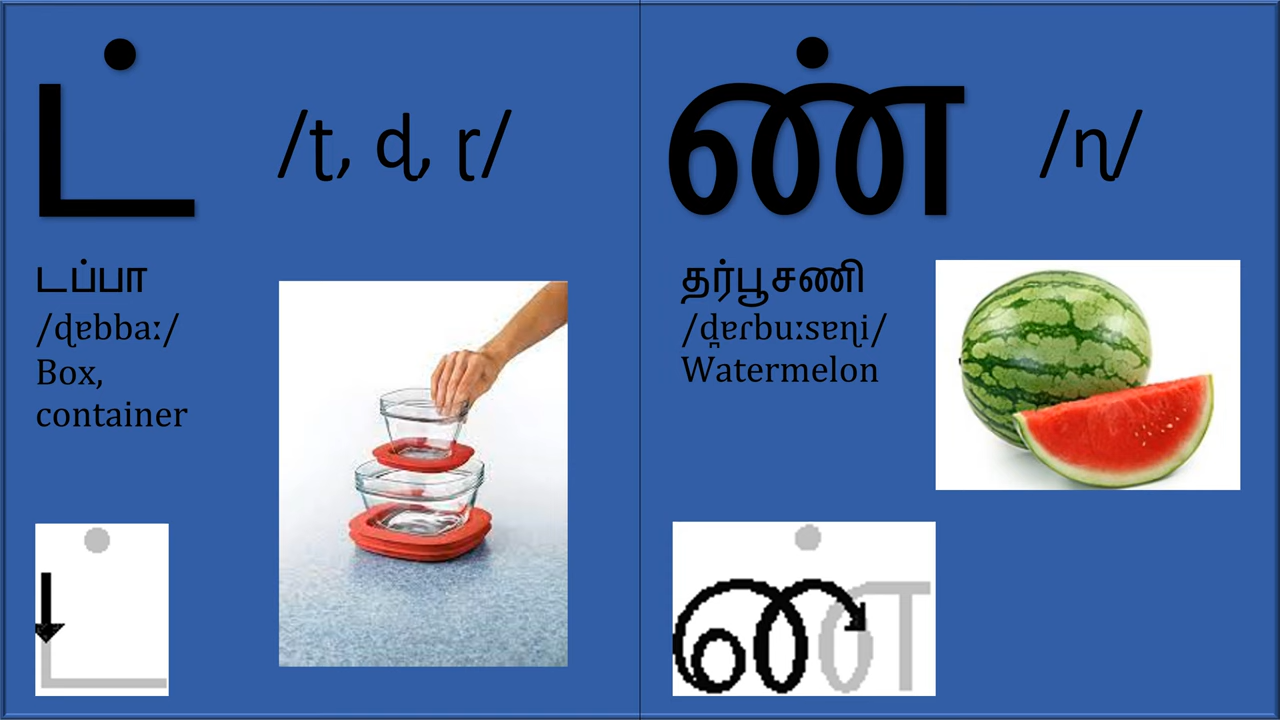 ட்
/ʈ, ɖ, ɽ/
டப்பா
/ɖɐbbaː/
Box,
container
ட்
ண்
/ɳ/
தர்பூசணி
/d̪ɐɾbuːsɐɳi/
Watermelon
ண்